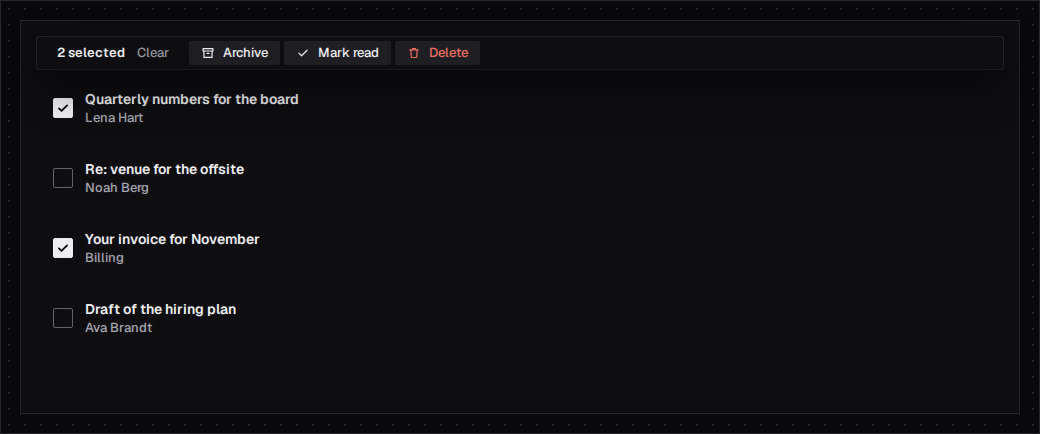 2 selected Clear Archive Mark read Delete
Quarterly numbers for the board
Lena Hart
Re: venue for the offsite
Noah Berg
Your invoice for November
Billing
Draft of the hiring plan
Ava Brandt